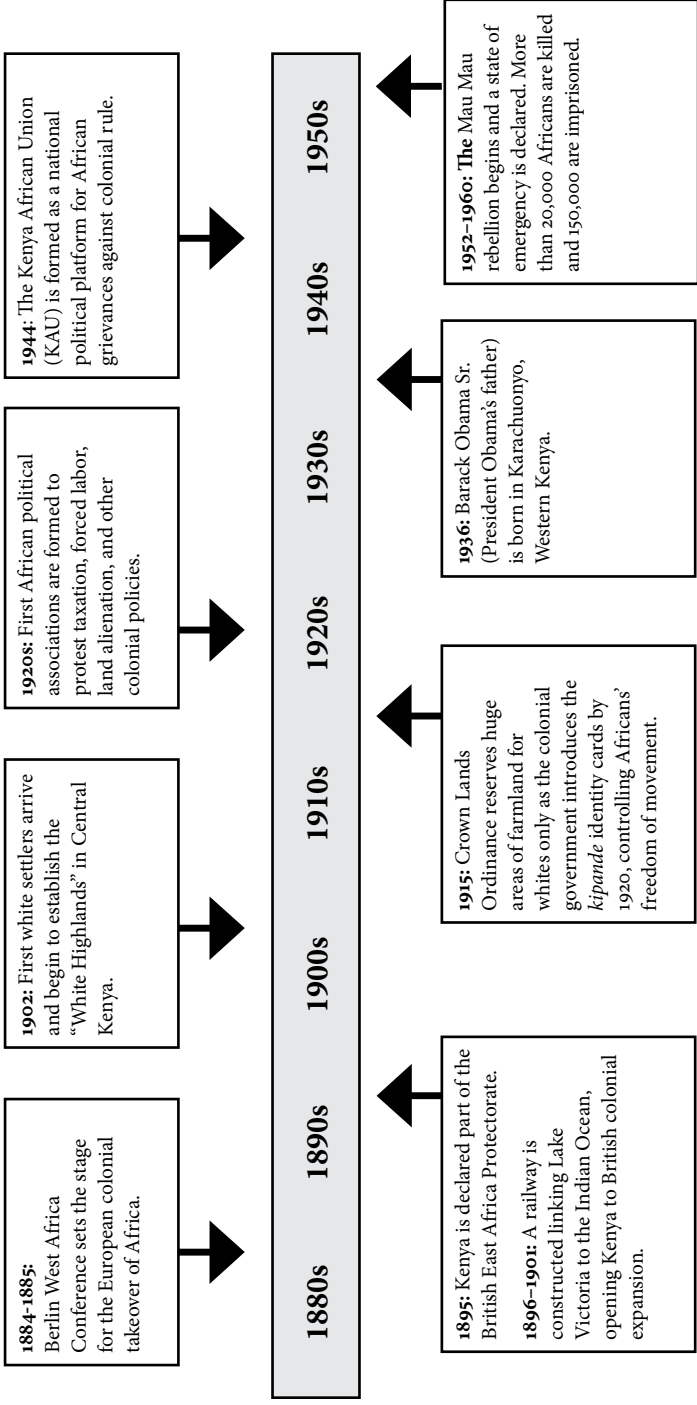 1884-1885:
Berlin West Africa
Conference sets the stage
for the European colonial
takeover of Africa.
1902: First white settlers arrive
and begin to establish the
“White Highlands” in Central
Kenya.
1920s: First African political
associations are formed to
protest taxation, forced labor,
land alienation, and other
colonial policies.
1944: The Kenya African Union
(KAU) is formed as a national
political platform for African
grievances against colonial rule.
1880s
1890s
1900s
1910s
1920s
1930s
1940s
1950s
1895: Kenya is declared part of the
British East Africa Protectorate.
1896–1901: A railway is
constructed linking Lake
Victoria to the Indian Ocean,
opening Kenya to British colonial
expansion.
1915: Crown Lands
Ordinance reserves huge
areas of farmland for
whites only as the colonial
government introduces the
kipande identity cards by
1920, controlling Africans’
freedom of movement.
1936: Barack Obama Sr.
(President Obama’s father)
is born in Karachuonyo,
Western Kenya.
1952–1960: The Mau Mau
rebellion begins and a state of
emergency is declared. More
than 20,000 Africans are killed
and 150,000 are imprisoned.